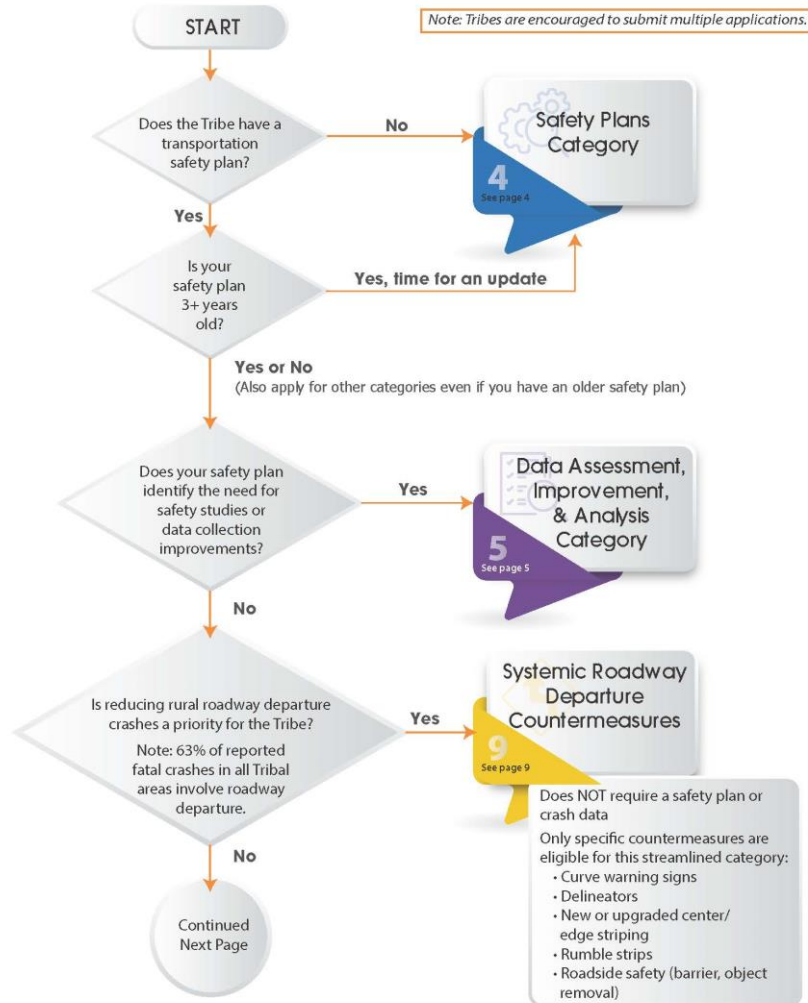 START
Note: Tribes are encouraged to submit multiple applications.
Does the Tribe have a
transportation
safety plan?
No
Safety Plans
Category
4
See page 4
Yes
Is your
safety plan
3+ years
old?
Yes, time for an update
Yes or No
(Also apply for other categories even if you have an older safety plan)
Does your safety plan
identify the need for
safety studies or
data collection
improvements?
Yes
Data Assessment,
Improvement,
& Analysis
Category
5
See page 5
No
Is reducing rural roadway departure
crashes a priority for the Tribe?
Note: 63% of reported
fatal crashes in all Tribal
areas involve roadway
departure.
Yes
Systemic Roadway
Departure
Countermeasures
9
See page 9
Does NOT require a safety plan or
crash data
Only specific countermeasures are
eligible for this streamlined category:
• Curve warning signs
• Delineators
• New or upgraded center/
edge striping
• Rumble strips
• Roadside safety (barrier, object
removal)
No
Continued
Next Page